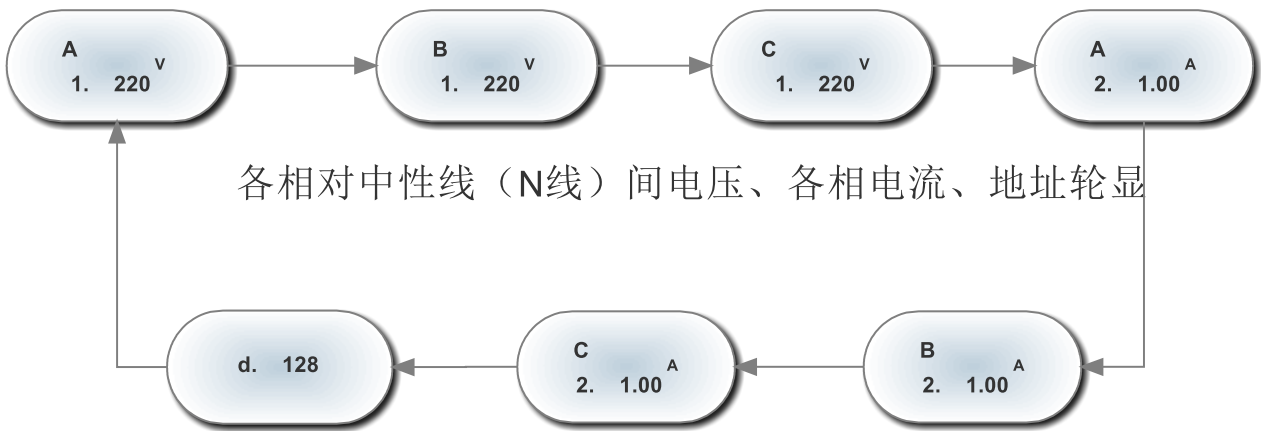 A
1. 220 V
B
1. 220 V
C
1. 220 V
A
2. 1.00 A
各相对中性线（N线）间电压、各相电流、地址轮显
B
2. 1.00 A
C
2. 1.00 A
d. 128